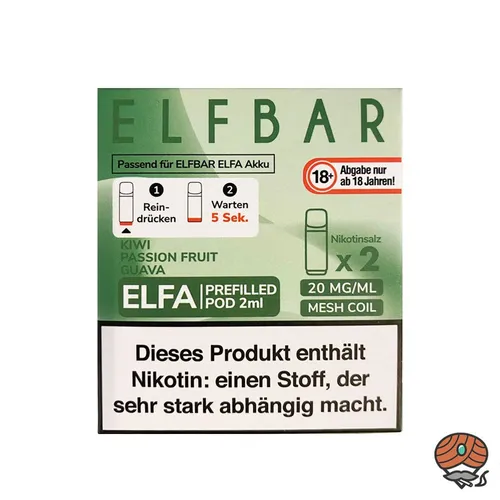 ELFBAR
Passend für ELFBAR ELFA Akku
18+
Abgabe nur
ab 18 Jahren!
1
Rein-
drücken
2
Warten
5 Sek.
KIWI
PASSION FRUIT
GUAVA
Nikotinsalz
x 2
ELFA PREFILLED
POD 2ml
20 MG/ML
MESH COIL
Dieses Produkt enthält
Nikotin: einen Stoff, der
sehr stark abhängig macht.